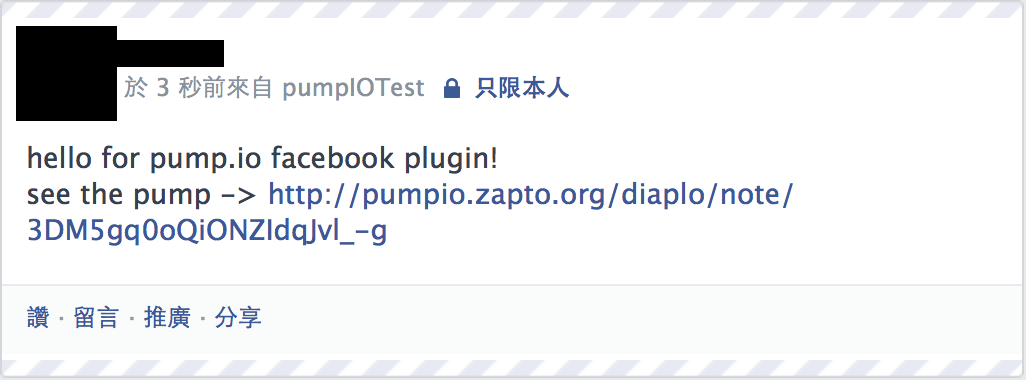 於 3 秒前來自 pumpIOTest 只限本人
hello for pump.io facebook plugin!
see the pump -> http://pumpio.zapto.org/diaplo/note/
3DM5gq0oQiONZIdqJvl_-g
讚 · 留言 · 推廣 · 分享